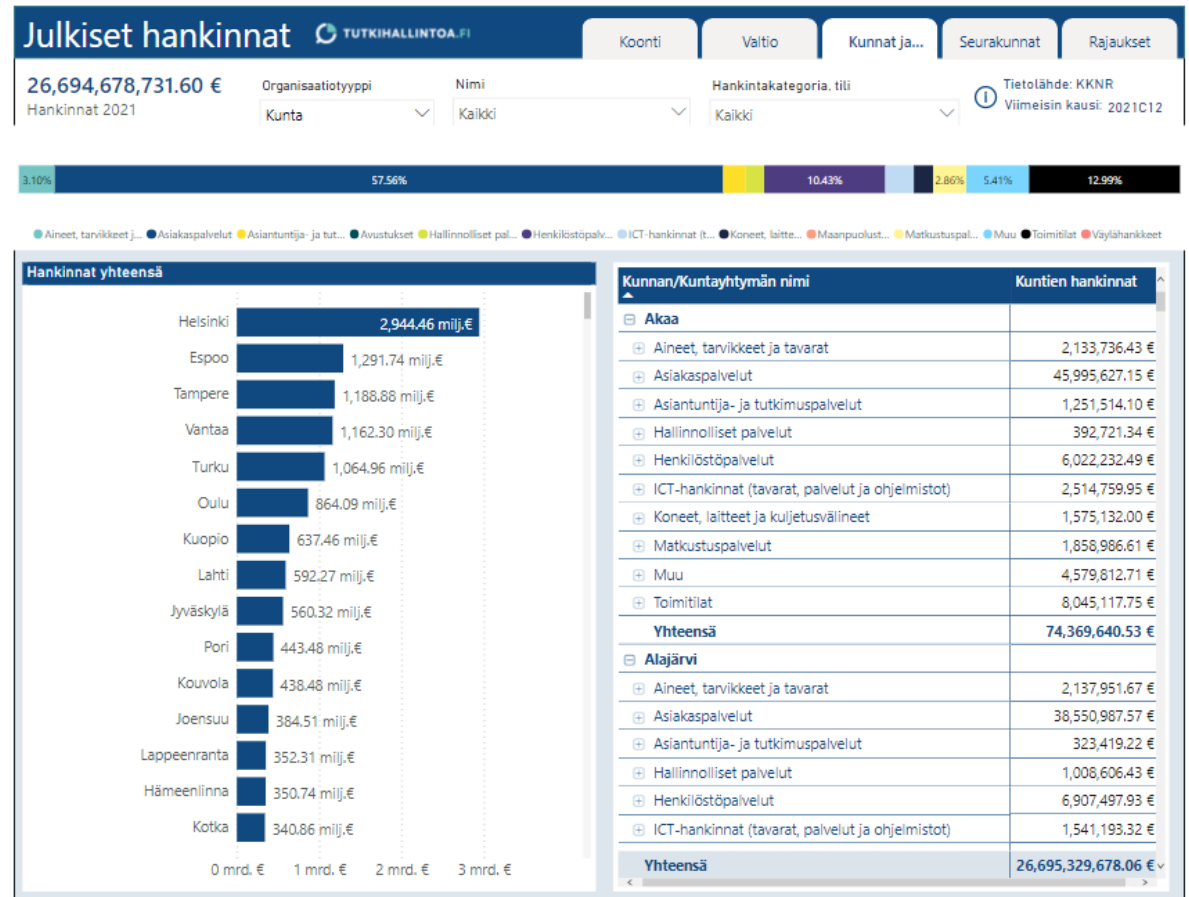 Julkiset hankinnat TUTKIHALLINTOA.FI
Koonti Valtio Kunnat ja... Seurakunnat Rajaukset
26,694,678,731.60 €
Hankinnat 2021
Organisaatiotyyppi
Kunta
Nimi
Kaikki
Hankintakategoria, tili
Kaikki
Tietolähde: KKNR
Viimeisin kausi: 2021C12
3.10% 57.56% 10.43% 2.86% 5.41% 12.99%
Aineet, tarvikkeet j... Asiakaspalvelut Asiantuntija- ja tut... Avustukset Hallinnolliset pal... Henkilöstöpalv... ICT-hankinnat (t... Koneet, laitte... Maanpuolust... Matkustuspal... Muu Toimitilat Väylähankkeet
Hankinnat yhteensä
Helsinki 2,944.46 milj.€
Espoo 1,291.74 milj.€
Tampere 1,188.88 milj.€
Vantaa 1,162.30 milj.€
Turku 1,064.96 milj.€
Oulu 864.09 milj.€
Kuopio 637.46 milj.€
Lahti 592.27 milj.€
Jyväskylä 560.32 milj.€
Pori 443.48 milj.€
Kouvola 438.48 milj.€
Joensuu 384.51 milj.€
Lappeenranta 352.31 milj.€
Hämeenlinna 350.74 milj.€
Kotka 340.86 milj.€
0 mrd. € 1 mrd. € 2 mrd. € 3 mrd. €
Kunnan/Kuntayhtymän nimi Kuntien hankinnat
Akaa
Aineet, tarvikkeet ja tavarat 2,133,736.43 €
Asiakaspalvelut 45,995,627.15 €
Asiantuntija- ja tutkimuspalvelut 1,251,514.10 €
Hallinnolliset palvelut 392,721.34 €
Henkilöstöpalvelut 6,022,232.49 €
ICT-hankinnat (tavarat, palvelut ja ohjelmistot) 2,514,759.95 €
Koneet, laitteet ja kuljetusvälineet 1,575,132.00 €
Matkustuspalvelut 1,858,986.61 €
Muu 4,579,812.71 €
Toimitilat 8,045,117.75 €
Yhteensä 74,369,640.53 €
Alajärvi
Aineet, tarvikkeet ja tavarat 2,137,951.67 €
Asiakaspalvelut 38,550,987.57 €
Asiantuntija- ja tutkimuspalvelut 323,419.22 €
Hallinnolliset palvelut 1,008,606.43 €
Henkilöstöpalvelut 6,907,497.93 €
ICT-hankinnat (tavarat, palvelut ja ohjelmistot) 1,541,193.32 €
Yhteensä 26,695,329,678.06 €